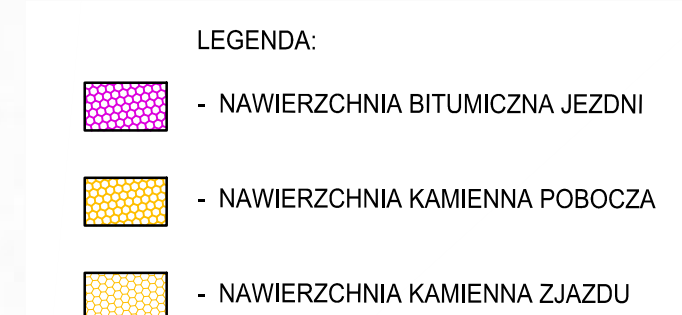 LEGENDA:
- NAWIERZCHNIA BITUMICZNA JEZDNI
- NAWIERZCHNIA KAMIENNA POBOCZA
- NAWIERZCHNIA KAMIENNA ZJAZDU